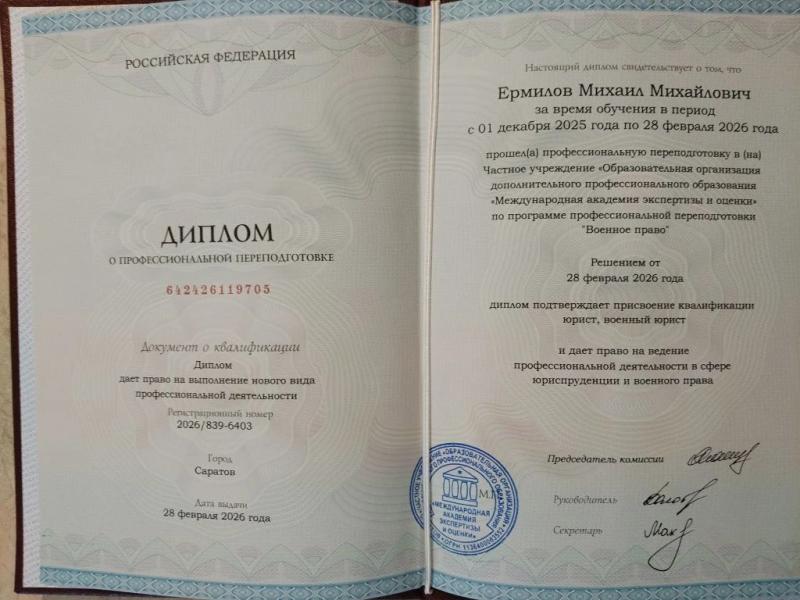 РОССИЙСКАЯ ФЕДЕРАЦИЯ
ДИПЛОМ
О ПРОФЕССИОНАЛЬНОЙ ПЕРЕПОДГОТОВКЕ
642426119705
Документ о квалификации
Диплом
дает право на выполнение нового вида
профессиональной деятельности
Регистрационный номер
2026/839-6403
Город
Саратов
Дата выдачи
28 февраля 2026 года
Настоящий диплом свидетельствует о том, что
Ермилов Михаил Михайлович
за время обучения в период
с 01 декабря 2025 года по 28 февраля 2026 года
прошел(а) профессиональную переподготовку в (на)
Частное учреждение «Образовательная организация
дополнительного профессионального образования
«Международная академия экспертизы и оценки»
по программе профессиональной переподготовки
"Военное право"
Решением от
28 февраля 2026 года
диплом подтверждает присвоение квалификации
юрист, военный юрист
и дает право на ведение
профессиональной деятельности в сфере
юриспруденции и военного права
Председатель комиссии
Руководитель
Секретарь
М.П.
«МЕЖДУНАРОДНАЯ
АКАДЕМИЯ
ЭКСПЕРТИЗЫ
И ОЦЕНКИ»